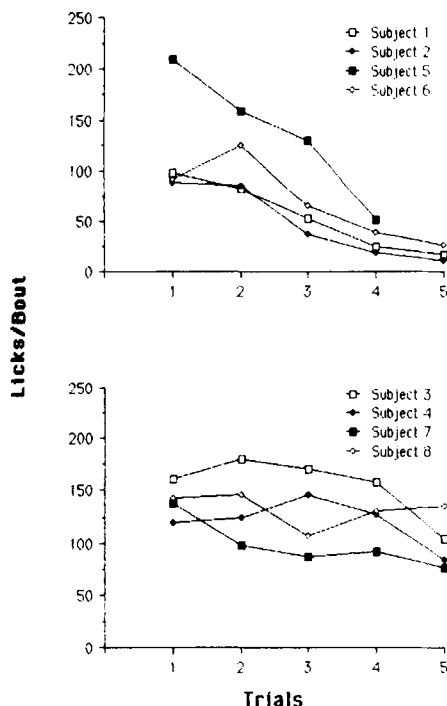 Subject 1
Subject 2
Subject 5
Subject 6
250
200
150
100
50
0
1 2 3 4 5
Licks/Bout
Subject 3
Subject 4
Subject 7
Subject 8
250
200
150
100
50
0
1 2 3 4 5
Trials